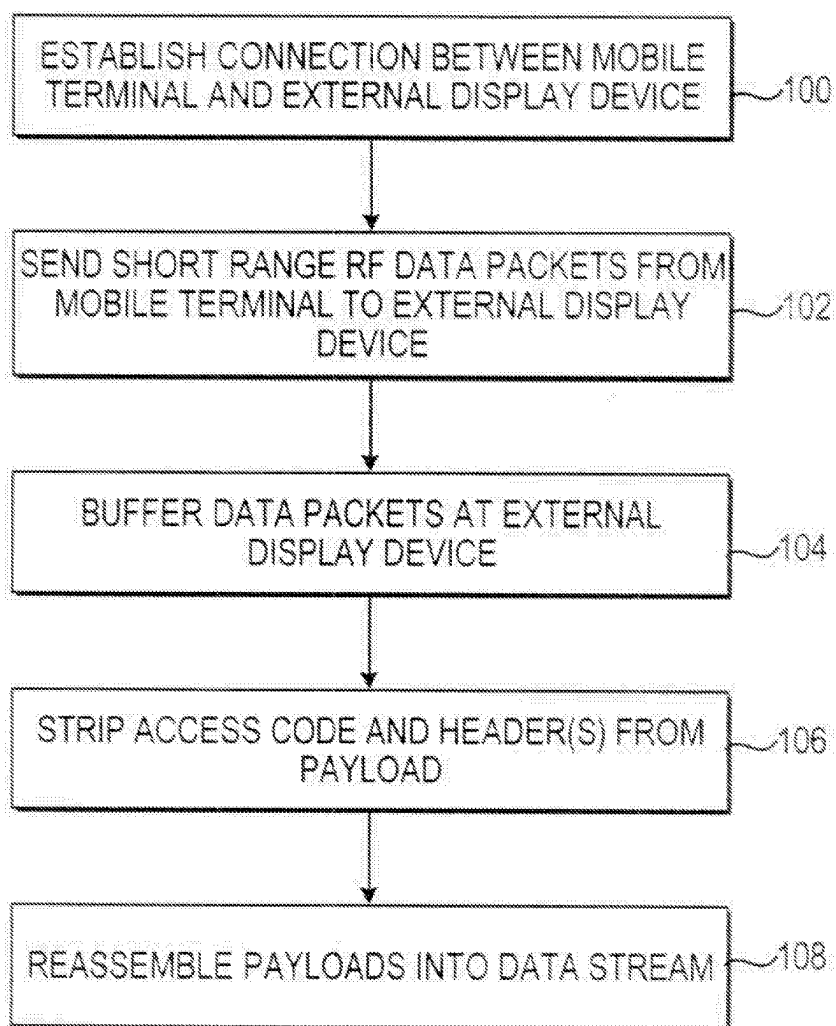 ESTABLISH CONNECTION BETWEEN MOBILE
TERMINAL AND EXTERNAL DISPLAY DEVICE
100
SEND SHORT RANGE RF DATA PACKETS FROM
MOBILE TERMINAL TO EXTERNAL DISPLAY
DEVICE
102
BUFFER DATA PACKETS AT EXTERNAL
DISPLAY DEVICE
104
STRIP ACCESS CODE AND HEADER(S) FROM
PAYLOAD
106
REASSEMBLE PAYLOADS INTO DATA STREAM
108